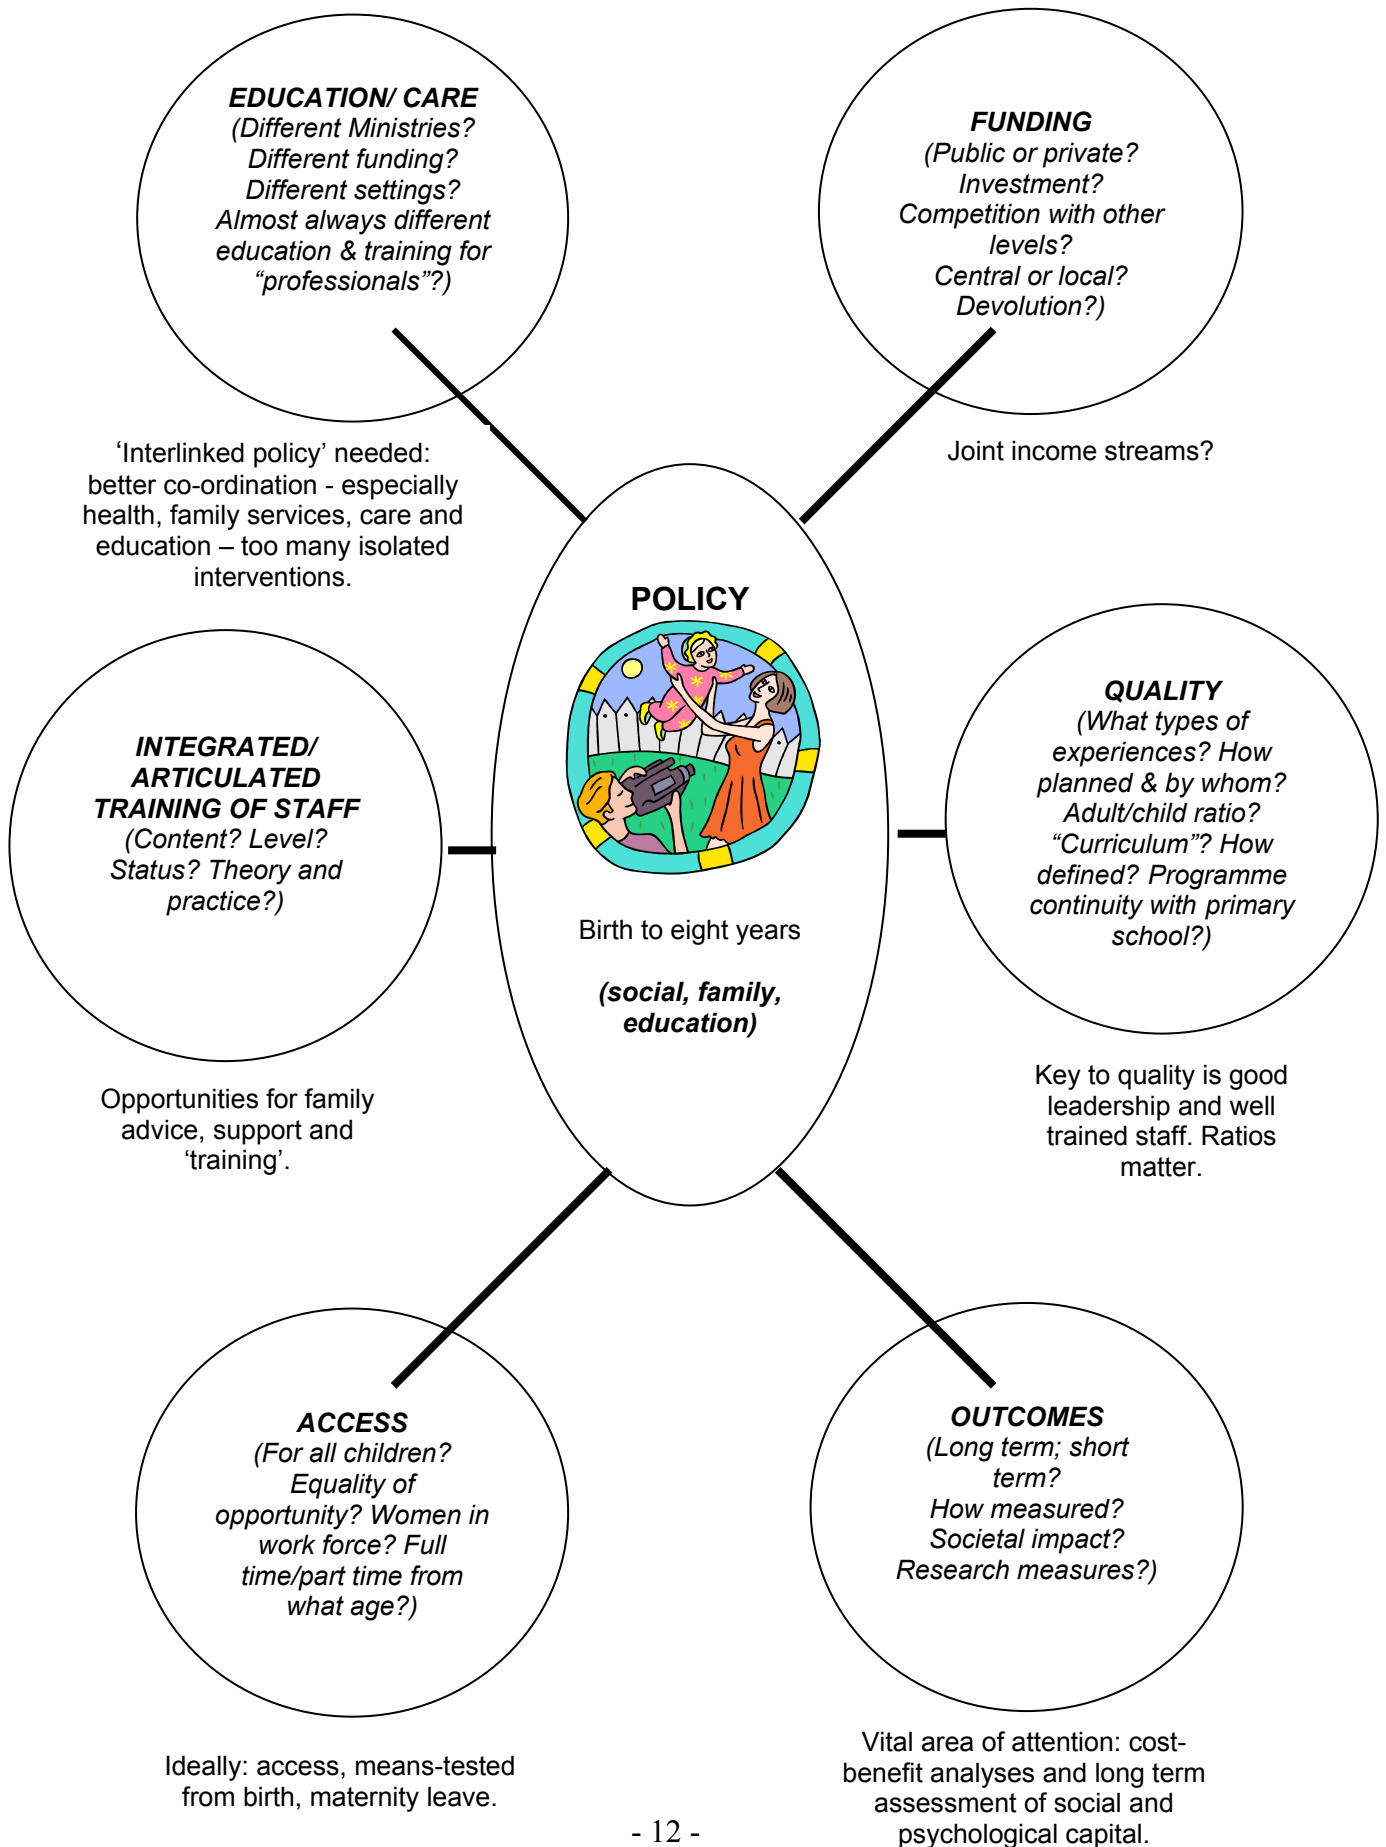 EDUCATION/ CARE
(Different Ministries?
Different funding?
Different settings?
Almost always different
education & training for
“professionals”?)
FUNDING
(Public or private?
Investment?
Competition with other
levels?
Central or local?
Devolution?)
‘Interlinked policy’ needed:
better co-ordination - especially
health, family services, care and
education – too many isolated
interventions.
Joint income streams?
POLICY
Birth to eight years
(social, family,
education)
INTEGRATED/
ARTICULATED
TRAINING OF STAFF
(Content? Level?
Status? Theory and
practice?)
QUALITY
(What types of
experiences? How
planned & by whom?
Adult/child ratio?
“Curriculum”? How
defined? Programme
continuity with primary
school?)
Opportunities for family
advice, support and
‘training’.
Key to quality is good
leadership and well
trained staff. Ratios
matter.
ACCESS
(For all children?
Equality of
opportunity? Women in
work force? Full
time/part time from
what age?)
OUTCOMES
(Long term; short
term?
How measured?
Societal impact?
Research measures?)
Ideally: access, means-tested
from birth, maternity leave.
Vital area of attention: cost-
benefit analyses and long term
assessment of social and
psychological capital.
- 12 -